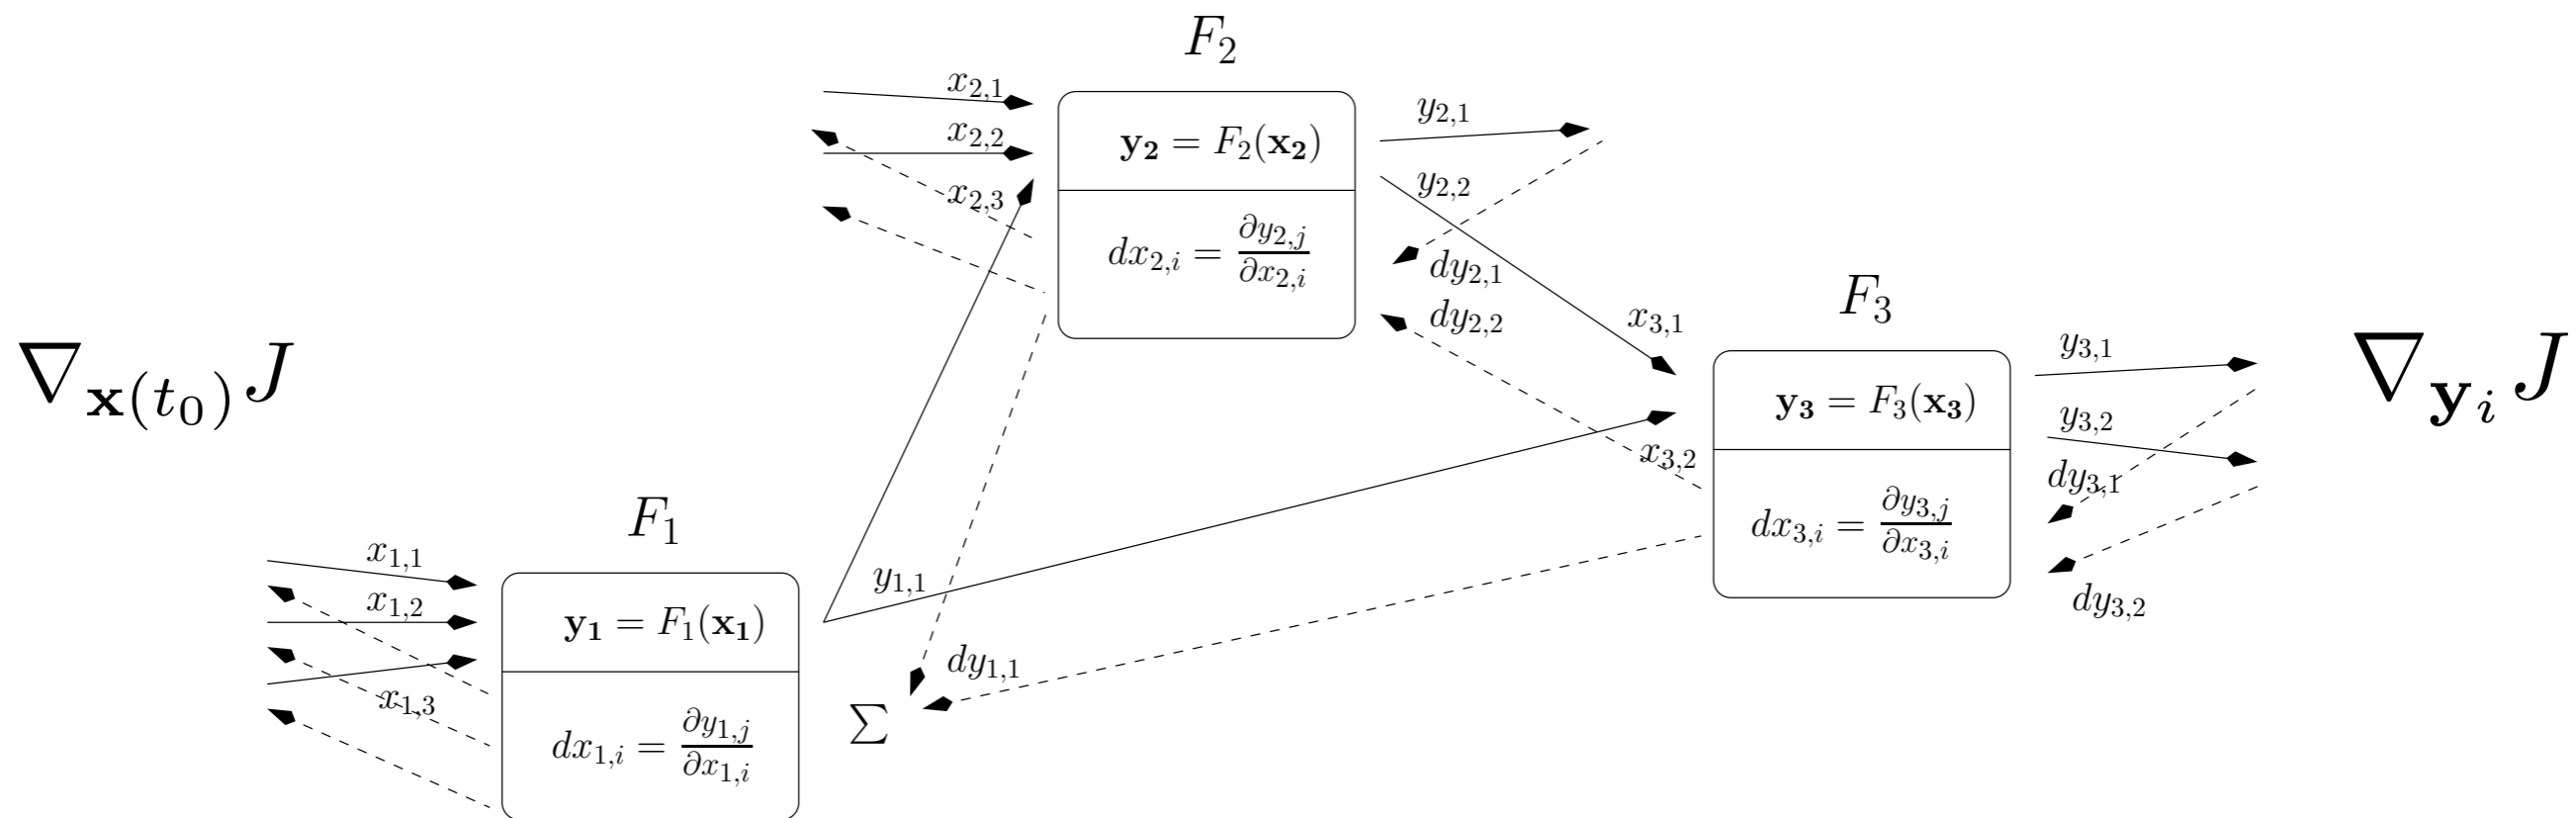 F_2
x_{2,1}
x_{2,2}
x_{2,3}
𝐲_𝟐 = F_2(𝐱_𝟐)
dx_{2,i} = ∂y_{2,j}/∂x_{2,i}
y_{2,1}
y_{2,2}
dy_{2,1}
dy_{2,2}
∇_{𝐱(t_0)} J
F_3
x_{3,1}
x_{3,2}
𝐲_𝟑 = F_3(𝐱_𝟑)
dx_{3,i} = ∂y_{3,j}/∂x_{3,i}
y_{3,1}
y_{3,2}
dy_{3,1}
dy_{3,2}
∇_{𝐲_i} J
F_1
x_{1,1}
x_{1,2}
x_{1,3}
𝐲_𝟏 = F_1(𝐱_𝟏)
dx_{1,i} = ∂y_{1,j}/∂x_{1,i}
y_{1,1}
dy_{1,1}
∑